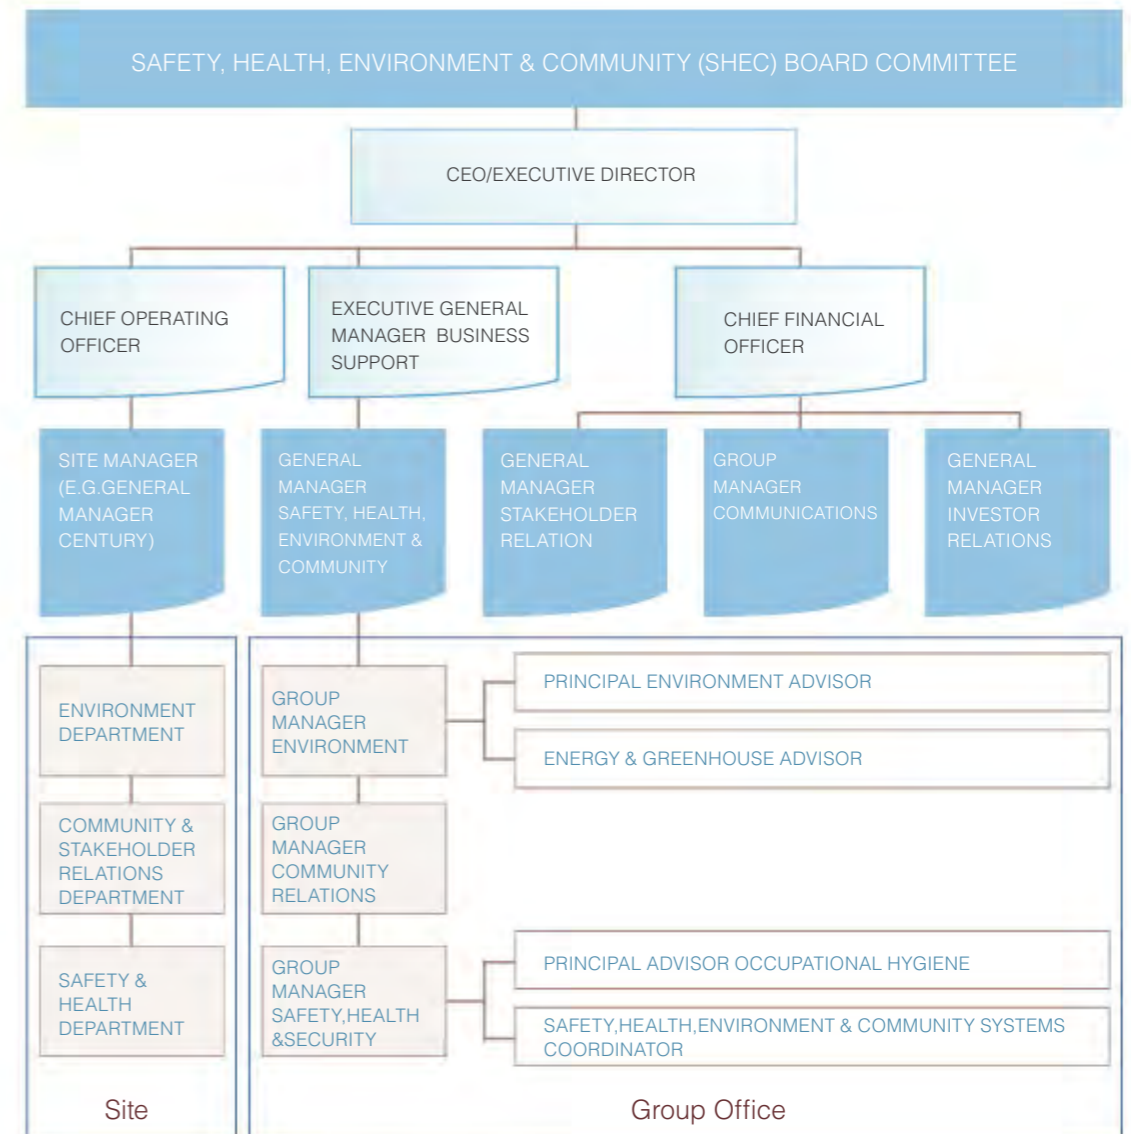 SAFETY, HEALTH, ENVIRONMENT & COMMUNITY (SHEC) BOARD COMMITTEE
CEO/EXECUTIVE DIRECTOR
CHIEF OPERATING
OFFICER
EXECUTIVE GENERAL
MANAGER BUSINESS
SUPPORT
CHIEF FINANCIAL
OFFICER
SITE MANAGER
(E.G.GENERAL
MANAGER
CENTURY)
GENERAL
MANAGER
SAFETY, HEALTH,
ENVIRONMENT &
COMMUNITY
GENERAL
MANAGER
STAKEHOLDER
RELATION
GROUP
MANAGER
COMMUNICATIONS
GENERAL
MANAGER
INVESTOR
RELATIONS
ENVIRONMENT
DEPARTMENT
COMMUNITY &
STAKEHOLDER
RELATIONS
DEPARTMENT
SAFETY &
HEALTH
DEPARTMENT
Site
GROUP
MANAGER
ENVIRONMENT
PRINCIPAL ENVIRONMENT ADVISOR
ENERGY & GREENHOUSE ADVISOR
GROUP
MANAGER
COMMUNITY
RELATIONS
GROUP
MANAGER
SAFETY,HEALTH
&SECURITY
PRINCIPAL ADVISOR OCCUPATIONAL HYGIENE
SAFETY,HEALTH,ENVIRONMENT & COMMUNITY SYSTEMS
COORDINATOR
Group Office